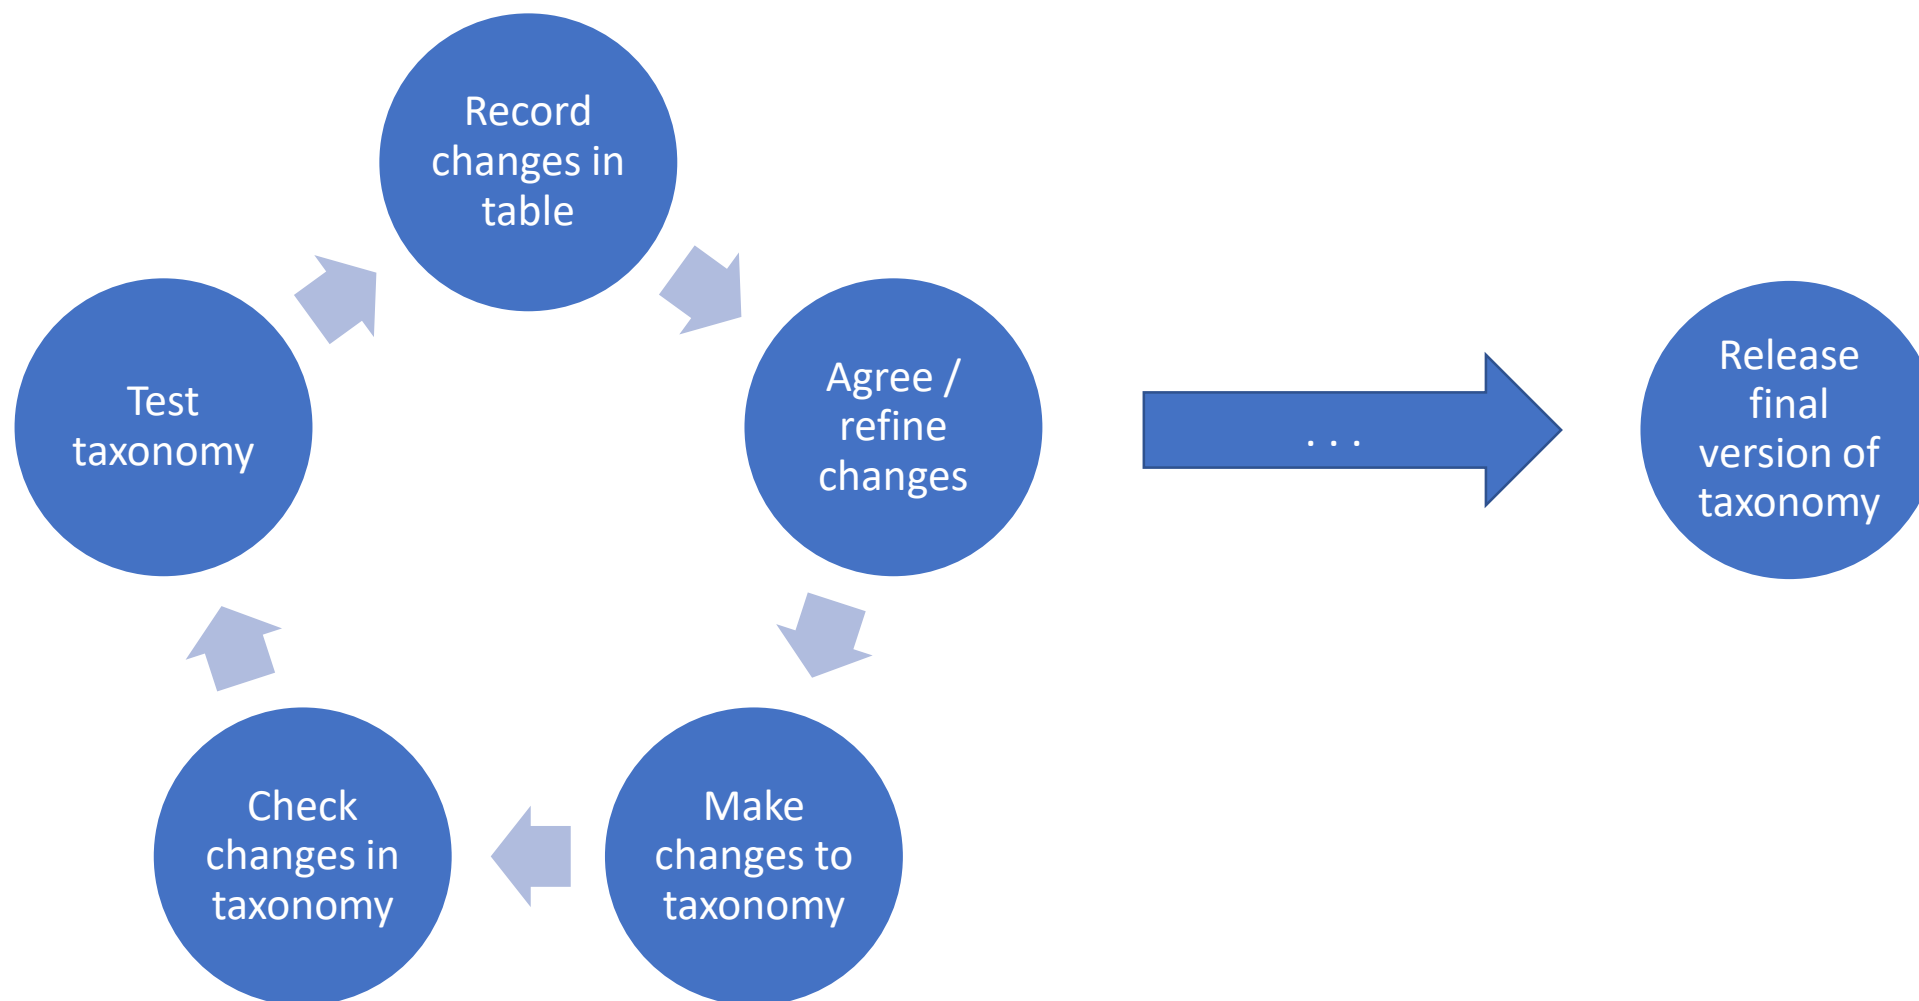 Record
changes in
table
Agree /
refine
changes
Make
changes to
taxonomy
Check
changes in
taxonomy
Test
taxonomy
. . .
Release
final
version of
taxonomy